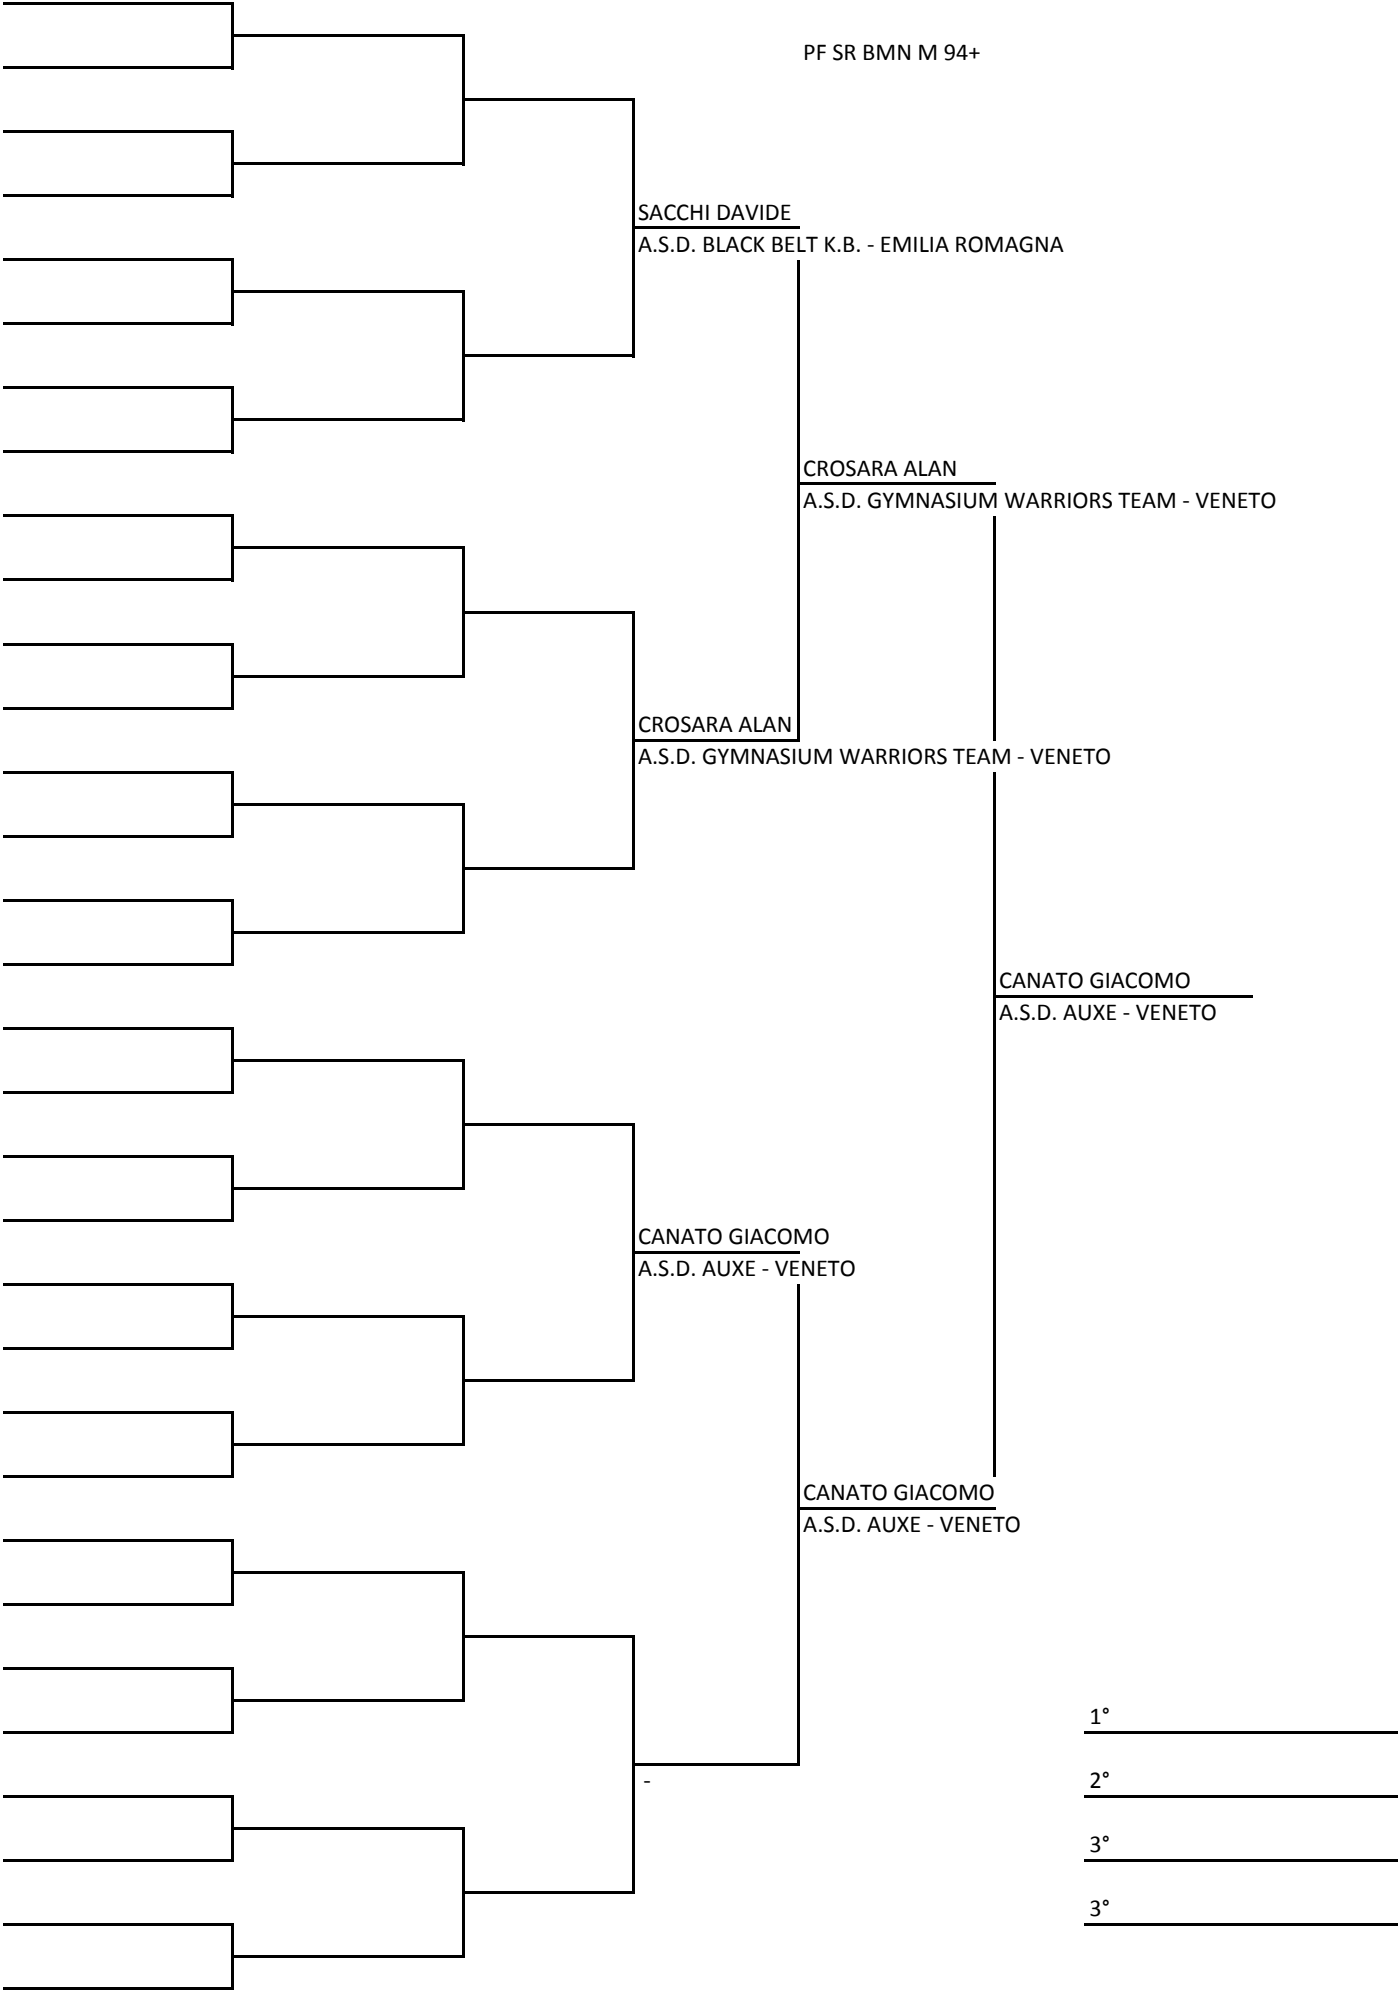 PF SR BMN M 94+
SACCHI DAVIDE
A.S.D. BLACK BELT K.B. - EMILIA ROMAGNA
CROSARA ALAN
A.S.D. GYMNASIUM WARRIORS TEAM - VENETO
CROSARA ALAN
A.S.D. GYMNASIUM WARRIORS TEAM - VENETO
CANATO GIACOMO
A.S.D. AUXE - VENETO
CANATO GIACOMO
A.S.D. AUXE - VENETO
CANATO GIACOMO
A.S.D. AUXE - VENETO
1°
-
2°
3°
3°